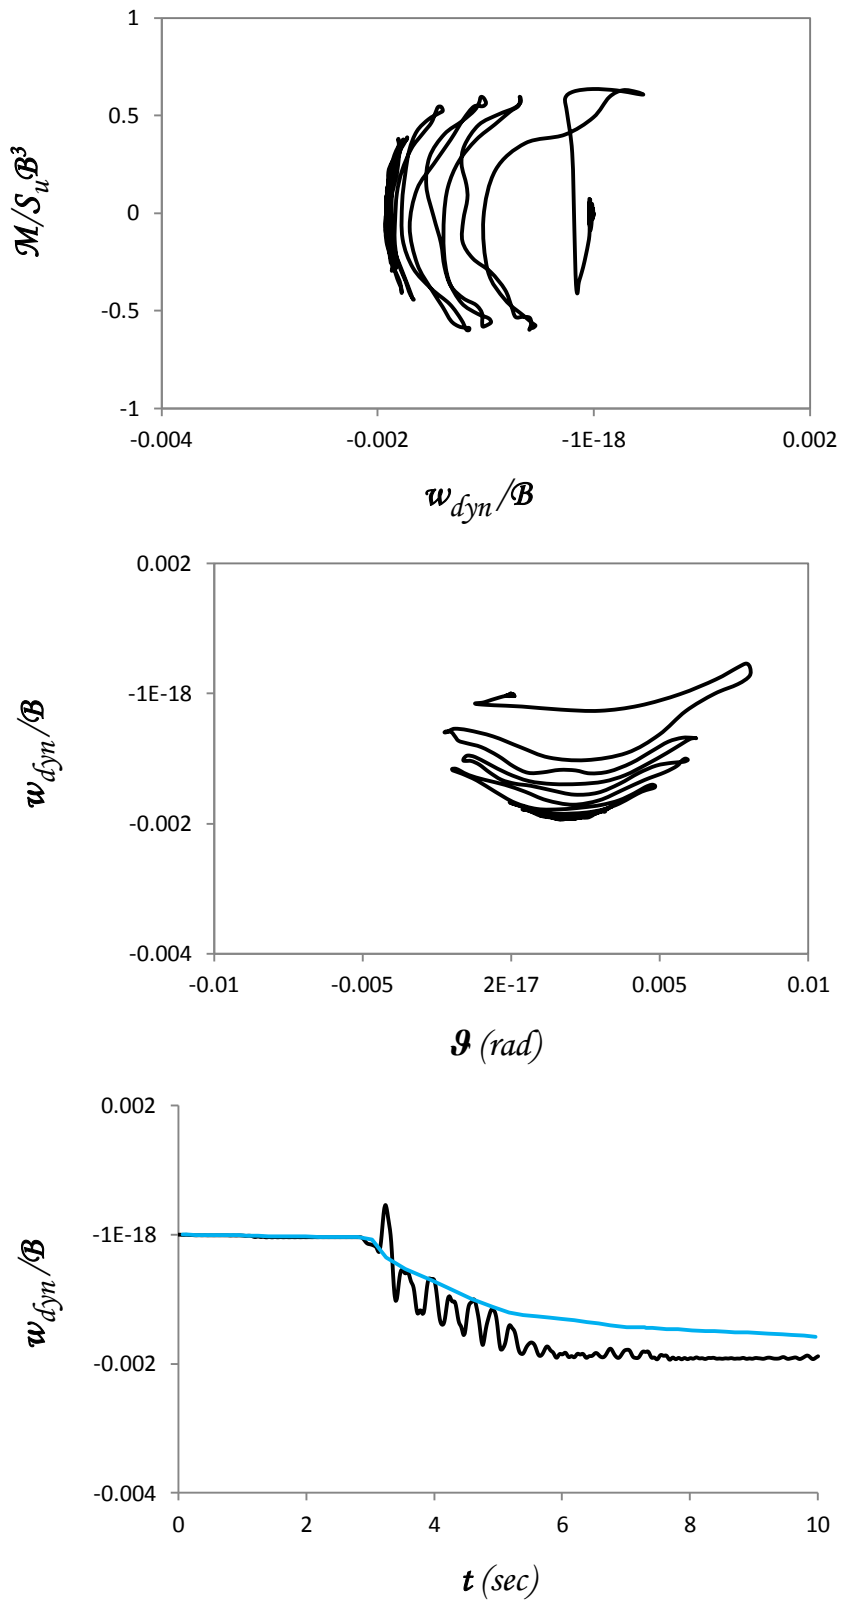 1
0.5
0
-0.5
-1
M/SuB³
-0.004 -0.002 -1E-18 0.002
wdyn/B
0.002
-1E-18
-0.002
-0.004
wdyn/B
-0.01 -0.005 2E-17 0.005 0.01
ϑ (rad)
0.002
-1E-18
-0.002
-0.004
wdyn/B
0 2 4 6 8 10
t (sec)